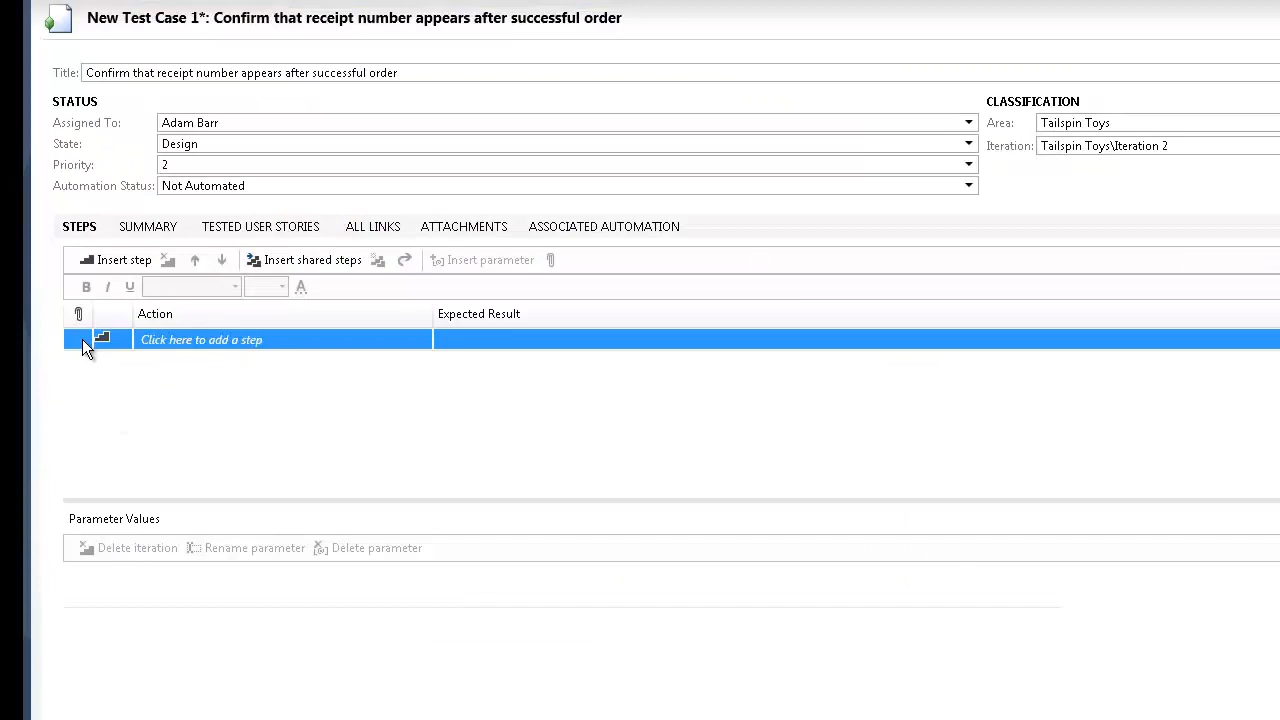 New Test Case 1*: Confirm that receipt number appears after successful order
Title: Confirm that receipt number appears after successful order
STATUS CLASSIFICATION
Assigned To: Adam Barr Area: Tailspin Toys
State: Design Iteration: Tailspin Toys\Iteration 2
Priority: 2
Automation Status: Not Automated
STEPS SUMMARY TESTED USER STORIES ALL LINKS ATTACHMENTS ASSOCIATED AUTOMATION
Insert step Insert shared steps Insert parameter
B I U A
Action Expected Result
Click here to add a step
Parameter Values
Delete iteration Rename parameter Delete parameter